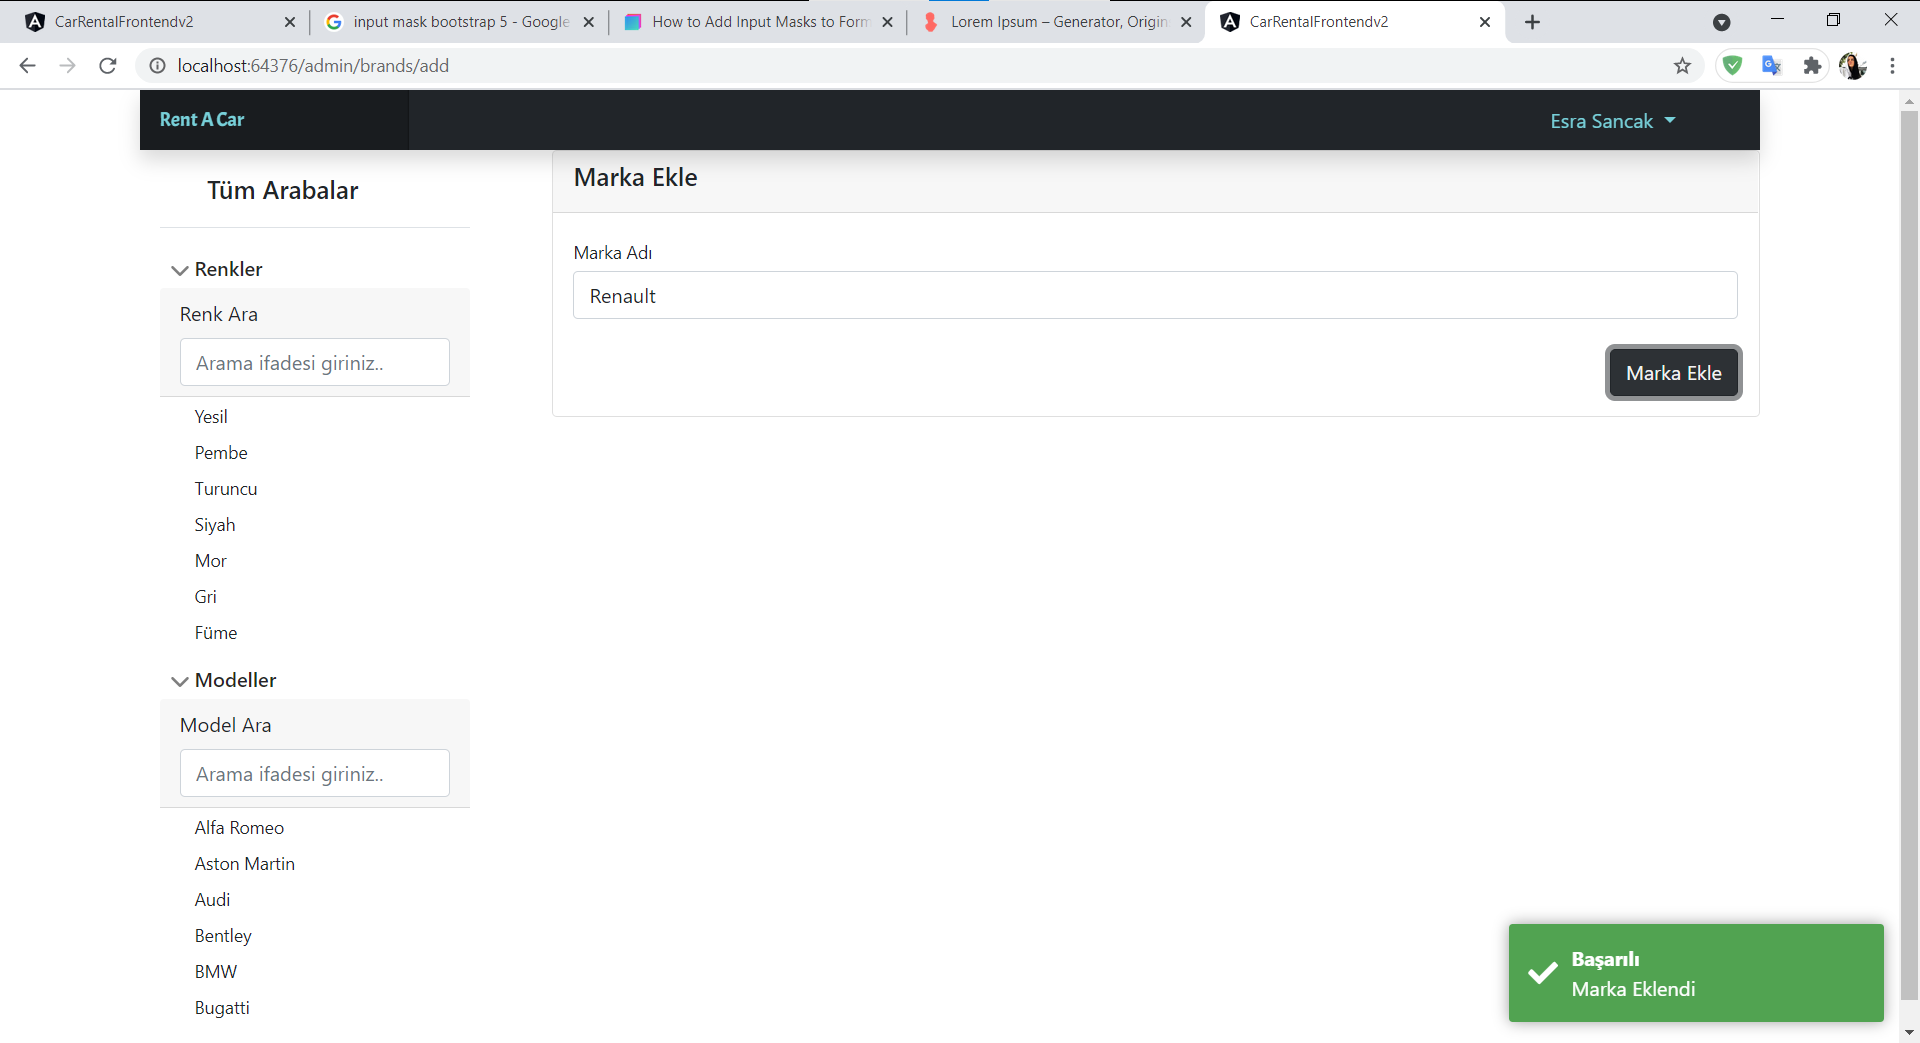 CarRentalFrontendv2
input mask bootstrap 5 - Google
How to Add Input Masks to Form
Lorem Ipsum – Generator, Origin
CarRentalFrontendv2
localhost:64376/admin/brands/add
Rent A Car
Esra Sancak
Tüm Arabalar
Renkler
Renk Ara
Arama ifadesi giriniz..
Yesil
Pembe
Turuncu
Siyah
Mor
Gri
Füme
Modeller
Model Ara
Arama ifadesi giriniz..
Alfa Romeo
Aston Martin
Audi
Bentley
BMW
Bugatti
Marka Ekle
Marka Adı
Renault
Marka Ekle
Başarılı
Marka Eklendi